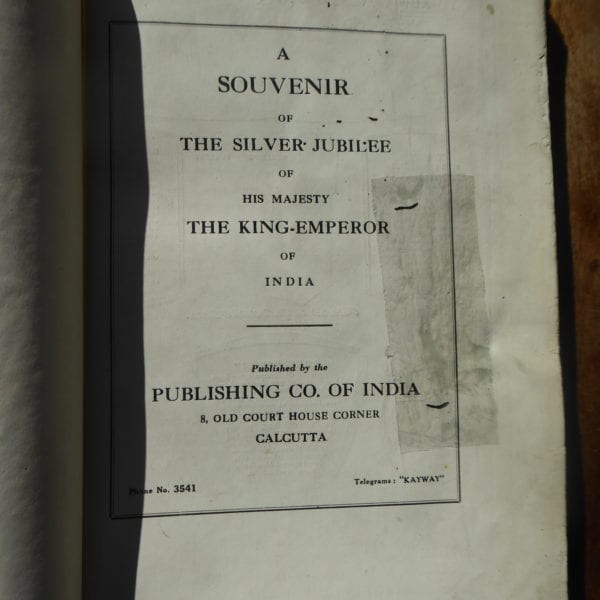 A
SOUVENIR
OF
THE SILVER JUBILEE
OF
HIS MAJESTY
THE KING-EMPEROR
OF
INDIA
Published by the
PUBLISHING CO. OF INDIA
8, OLD COURT HOUSE CORNER
CALCUTTA
Phone No. 3541
Telegrams: "KAYWAY"